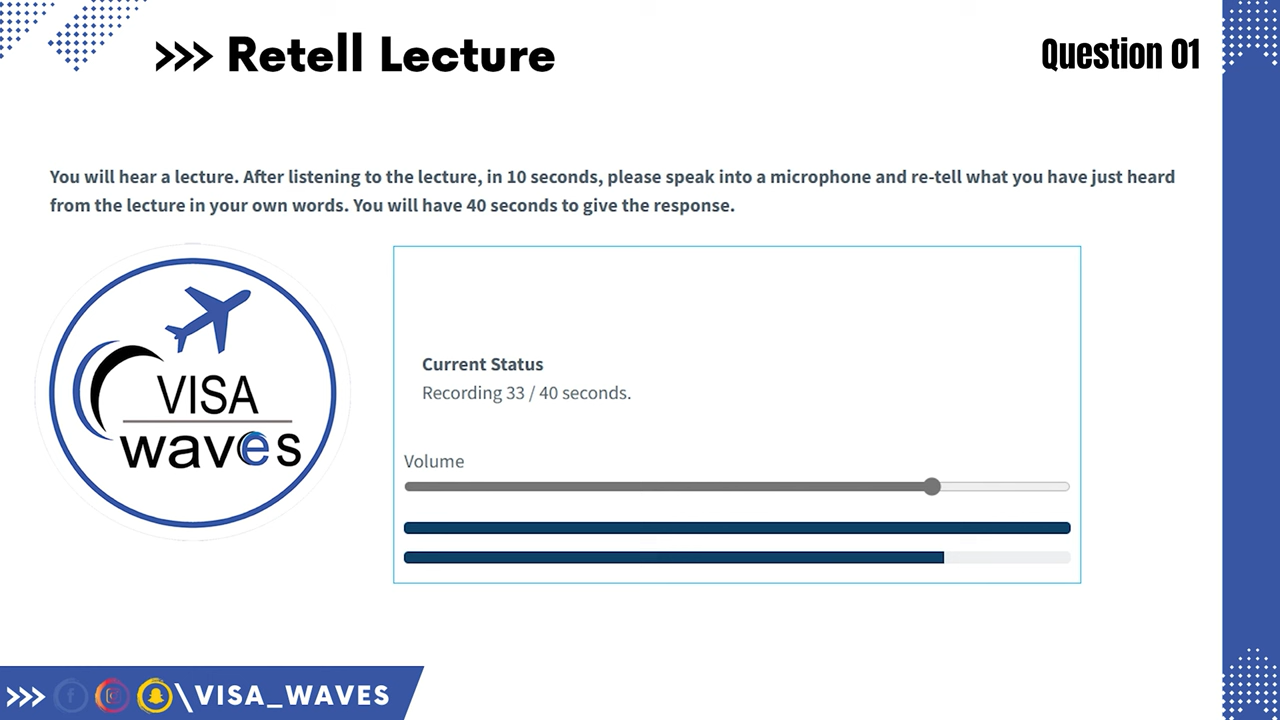 >>> Retell Lecture
Question 01
You will hear a lecture. After listening to the lecture, in 10 seconds, please speak into a microphone and re-tell what you have just heard
from the lecture in your own words. You will have 40 seconds to give the response.
VISA
waves
Current Status
Recording 33 / 40 seconds.
Volume
>>> \VISA_WAVES